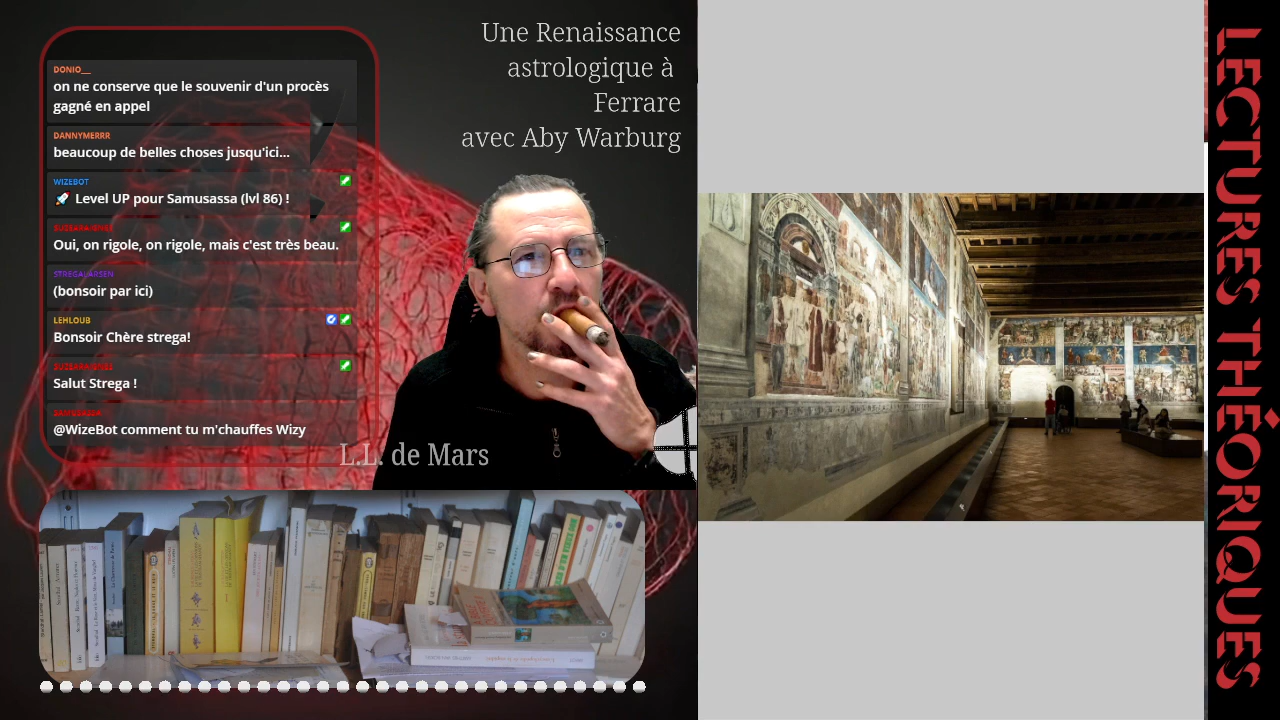 Une Renaissance
astrologique à
Ferrare
avec Aby Warburg
DONIO__
on ne conserve que le souvenir d'un procès
gagné en appel
DANNYMERRR
beaucoup de belles choses jusqu'ici...
WIZEBOT
🚀 Level UP pour Samusassa (lvl 86) !
Oui, on rigole, on rigole, mais c'est très beau.
STREGALARSEN
(bonsoir par ici)
LEHLOUB
Bonsoir Chère strega!
Salut Strega !
SAMUSASSA
@WizeBot comment tu m'chauffes Wizy
L.L. de Mars
LECTURES THÉORIQUES